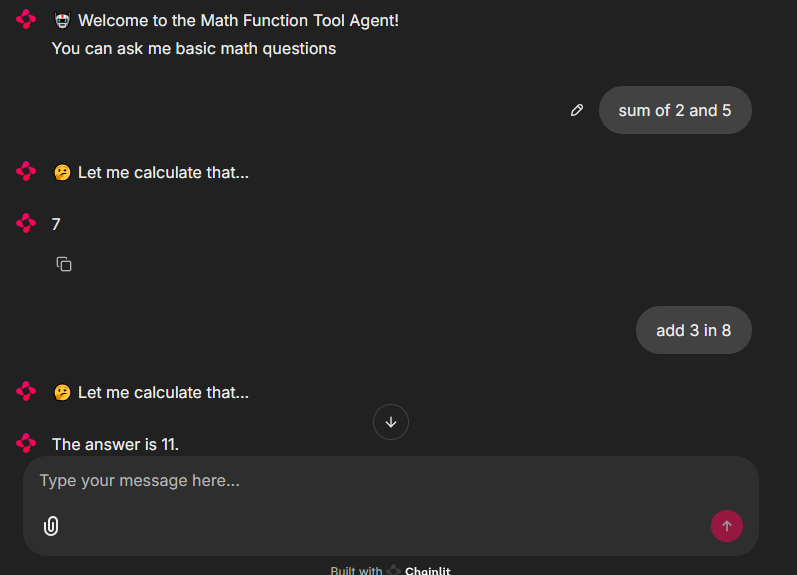 Welcome to the Math Function Tool Agent!
You can ask me basic math questions
sum of 2 and 5
🤔 Let me calculate that...
7
add 3 in 8
🤔 Let me calculate that...
The answer is 11.
Type your message here...
Built with Chainlit